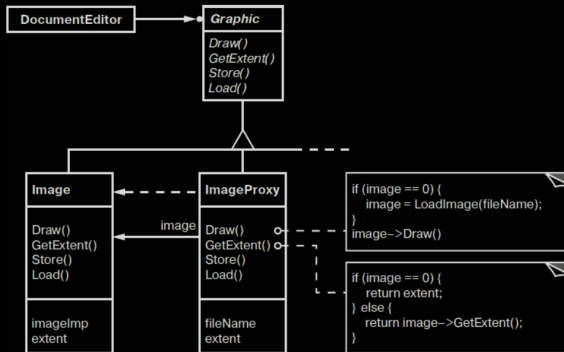 DocumentEditor
Graphic
Draw()
GetExtent()
Store()
Load()
Image
Draw()
GetExtent()
Store()
Load()
imageImp
extent
image
ImageProxy
Draw()
GetExtent()
Store()
Load()
fileName
extent
if (image == 0) {
image = LoadImage(fileName);
}
image->Draw()
if (image == 0) {
return extent;
} else {
return image->GetExtent();
}